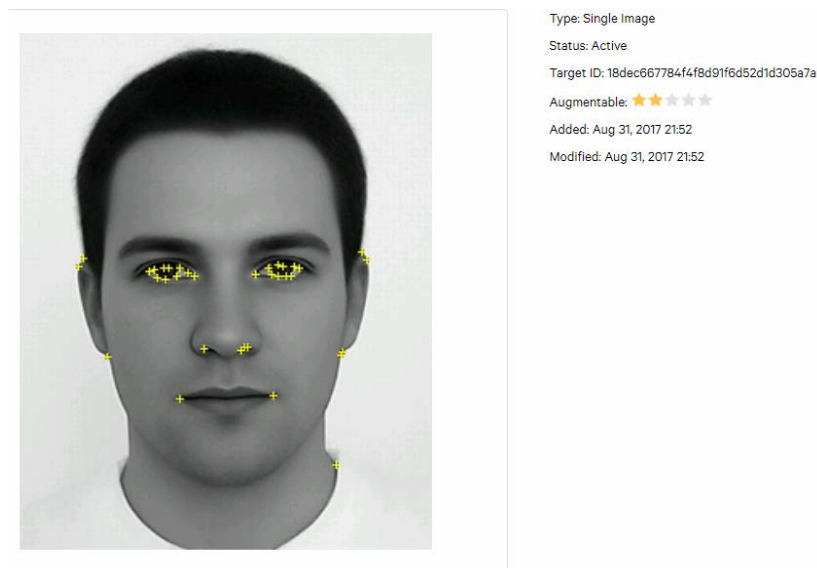 Type: Single Image
Status: Active
Target ID: 18dec667784f4f8d91f6d52d1d305a7a
Augmentable:
Added: Aug 31, 2017 21:52
Modified: Aug 31, 2017 21:52